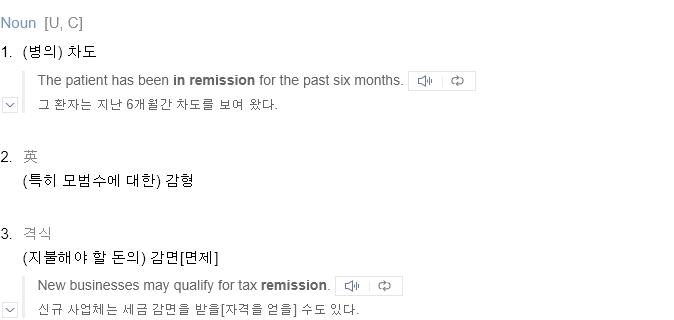 Noun [U, C]
1. (병의) 차도
The patient has been in remission for the past six months.
그 환자는 지난 6개월간 차도를 보여 왔다.
2. 英
(특히 모범수에 대한) 감형
3. 격식
(지불해야 할 돈의) 감면[면제]
New businesses may qualify for tax remission.
신규 사업체는 세금 감면을 받을[자격을 얻을] 수도 있다.